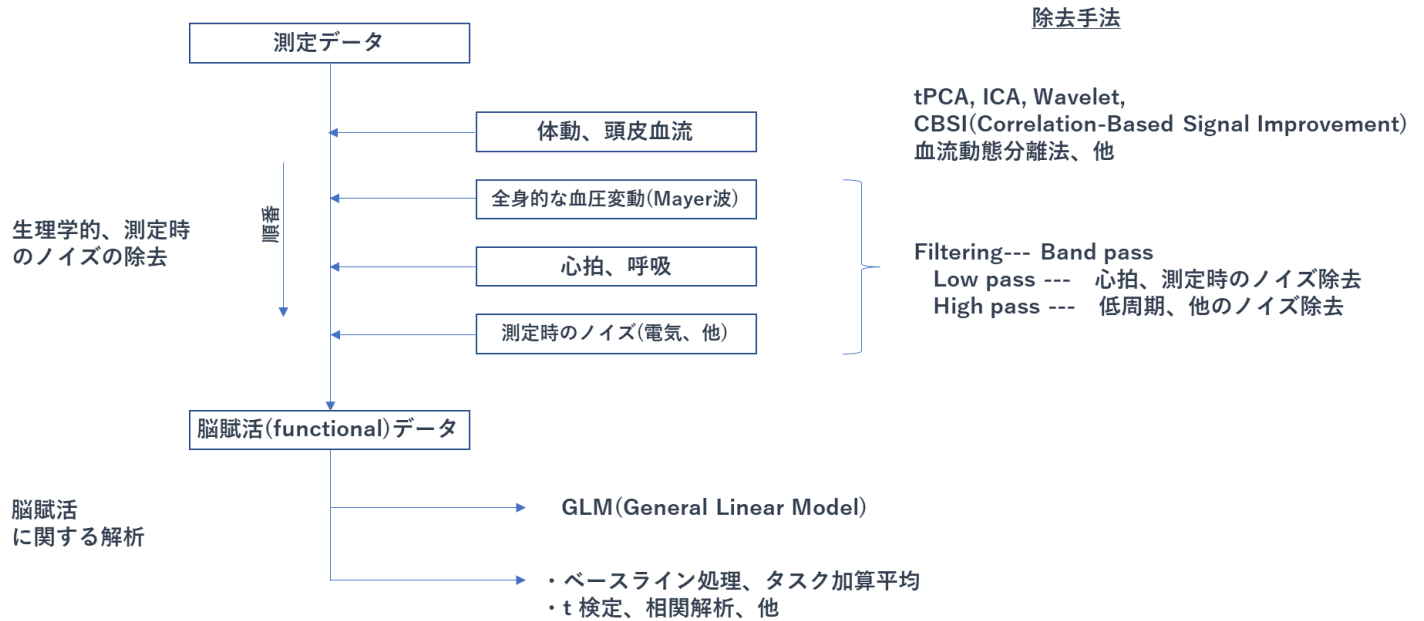 除去手法
測定データ
tPCA, ICA, Wavelet,
CBSI(Correlation-Based Signal Improvement)
血流動態分離法、他
体動、頭皮血流
全身的な血圧変動(Mayer波)
生理学的、測定時
のノイズの除去
順番
心拍、呼吸
Filtering--- Band pass
Low pass --- 心拍、測定時のノイズ除去
High pass --- 低周期、他のノイズ除去
測定時のノイズ(電気、他)
脳賦活(functional)データ
脳賦活
に関する解析
GLM(General Linear Model)
・ベースライン処理、タスク加算平均
・t 検定、相関解析、他